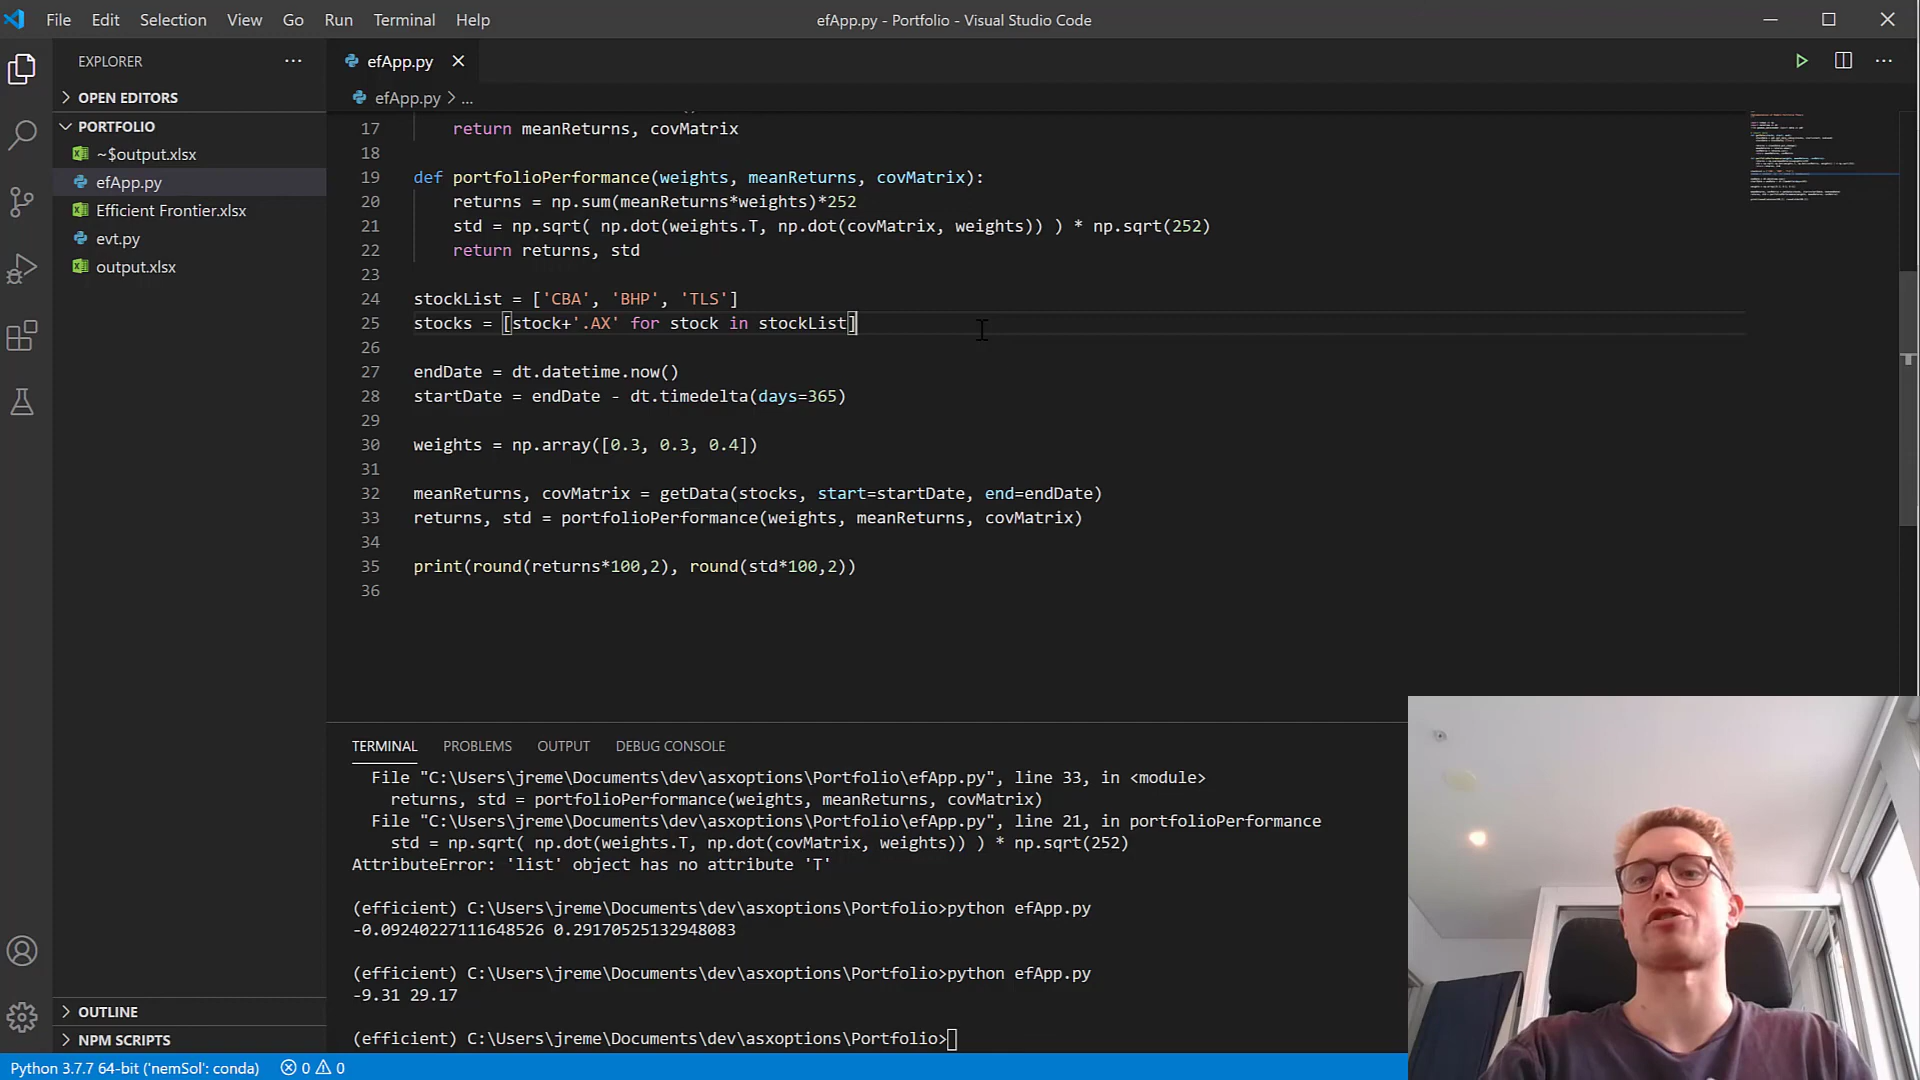 File Edit Selection View Go Run Terminal Help
efApp.py - Portfolio - Visual Studio Code
EXPLORER
OPEN EDITORS
PORTFOLIO
~$output.xlsx
efApp.py
Efficient Frontier.xlsx
evt.py
output.xlsx
OUTLINE
NPM SCRIPTS
efApp.py
efApp.py > ...
17 return meanReturns, covMatrix
18
19 def portfolioPerformance(weights, meanReturns, covMatrix):
20 returns = np.sum(meanReturns*weights)*252
21 std = np.sqrt( np.dot(weights.T, np.dot(covMatrix, weights)) ) * np.sqrt(252)
22 return returns, std
23
24 stockList = ['CBA', 'BHP', 'TLS']
25 stocks = [stock+'.AX' for stock in stockList]
26
27 endDate = dt.datetime.now()
28 startDate = endDate - dt.timedelta(days=365)
29
30 weights = np.array([0.3, 0.3, 0.4])
31
32 meanReturns, covMatrix = getData(stocks, start=startDate, end=endDate)
33 returns, std = portfolioPerformance(weights, meanReturns, covMatrix)
34
35 print(round(returns*100,2), round(std*100,2))
36
TERMINAL PROBLEMS OUTPUT DEBUG CONSOLE
File "C:\Users\jreme\Documents\dev\asxoptions\Portfolio\efApp.py", line 33, in <module>
returns, std = portfolioPerformance(weights, meanReturns, covMatrix)
File "C:\Users\jreme\Documents\dev\asxoptions\Portfolio\efApp.py", line 21, in portfolioPerformance
std = np.sqrt( np.dot(weights.T, np.dot(covMatrix, weights)) ) * np.sqrt(252)
AttributeError: 'list' object has no attribute 'T'
(efficient) C:\Users\jreme\Documents\dev\asxoptions\Portfolio>python efApp.py
-0.09240227111648526 0.29170525132948083
(efficient) C:\Users\jreme\Documents\dev\asxoptions\Portfolio>python efApp.py
-9.31 29.17
(efficient) C:\Users\jreme\Documents\dev\asxoptions\Portfolio>
Python 3.7.7 64-bit ('nemSol': conda) 0 0